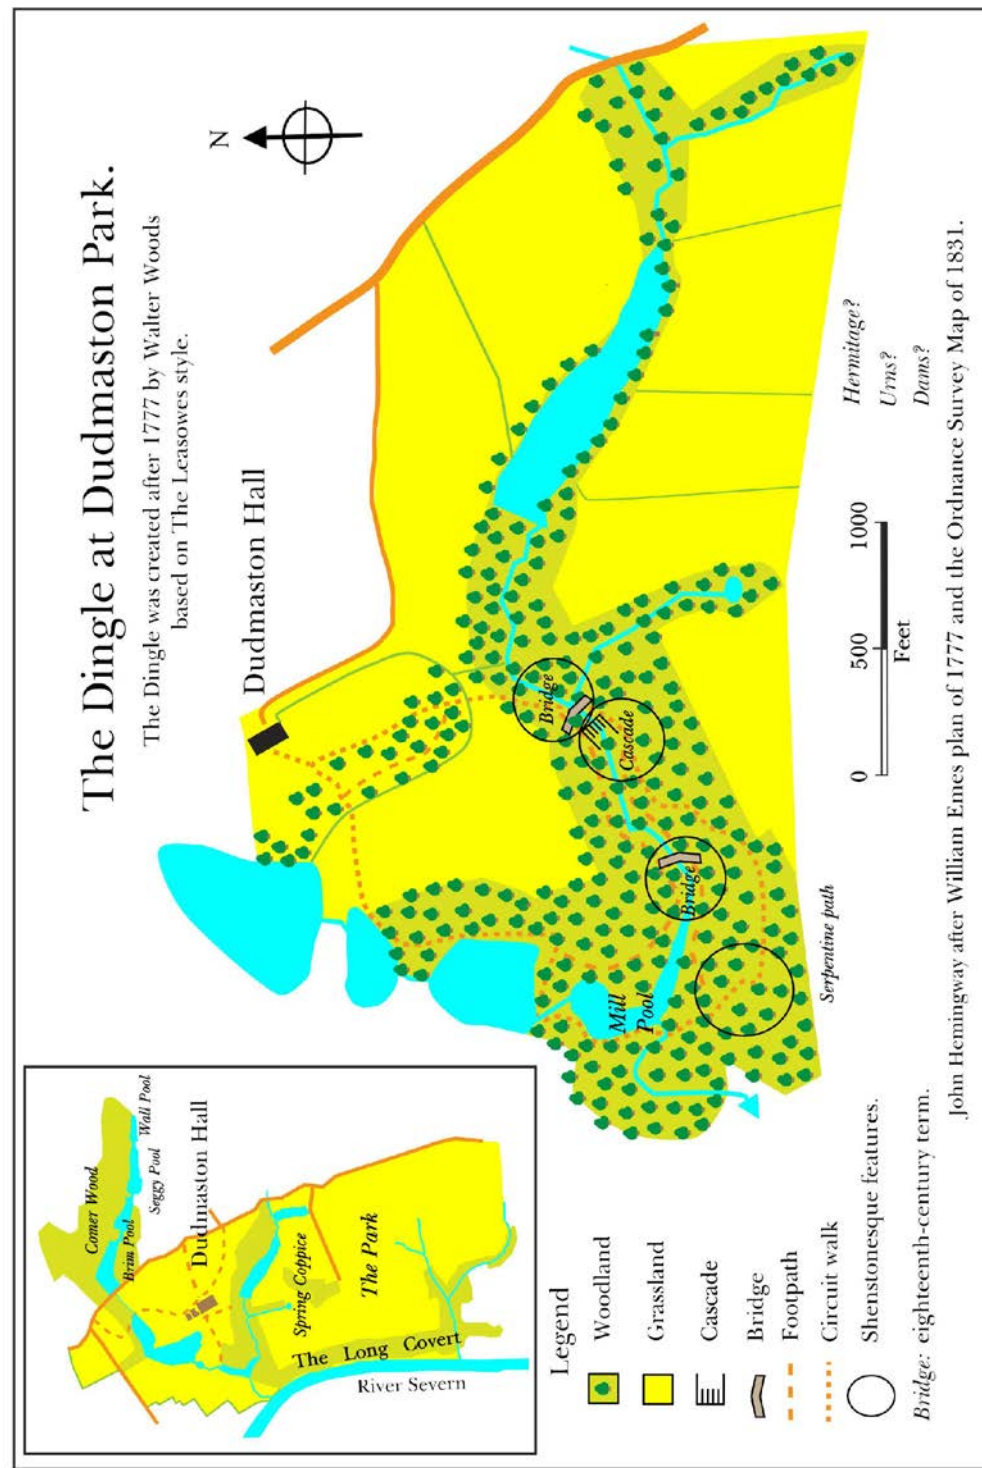 The Dingle at Dudmaston Park.
The Dingle was created after 1777 by Walter Woods
based on The Leasowes style.
N
Dudmaston Hall
Bridge
Cascade
Bridge
Mill
Pool
Serpentine path
0
500
1000
Feet
Hermitage?
Urns?
Dams?
Comer Wood
Brim Pool
Seggy Pool
Wall Pool
Dudmaston Hall
Spring Coppice
The Park
The Long Covert
River Severn
Legend
Woodland
Grassland
Cascade
Bridge
Footpath
Circuit walk
Shenstonesque features.
Bridge: eighteenth-century term.
John Hemingway after William Emes plan of 1777 and the Ordnance Survey Map of 1831.